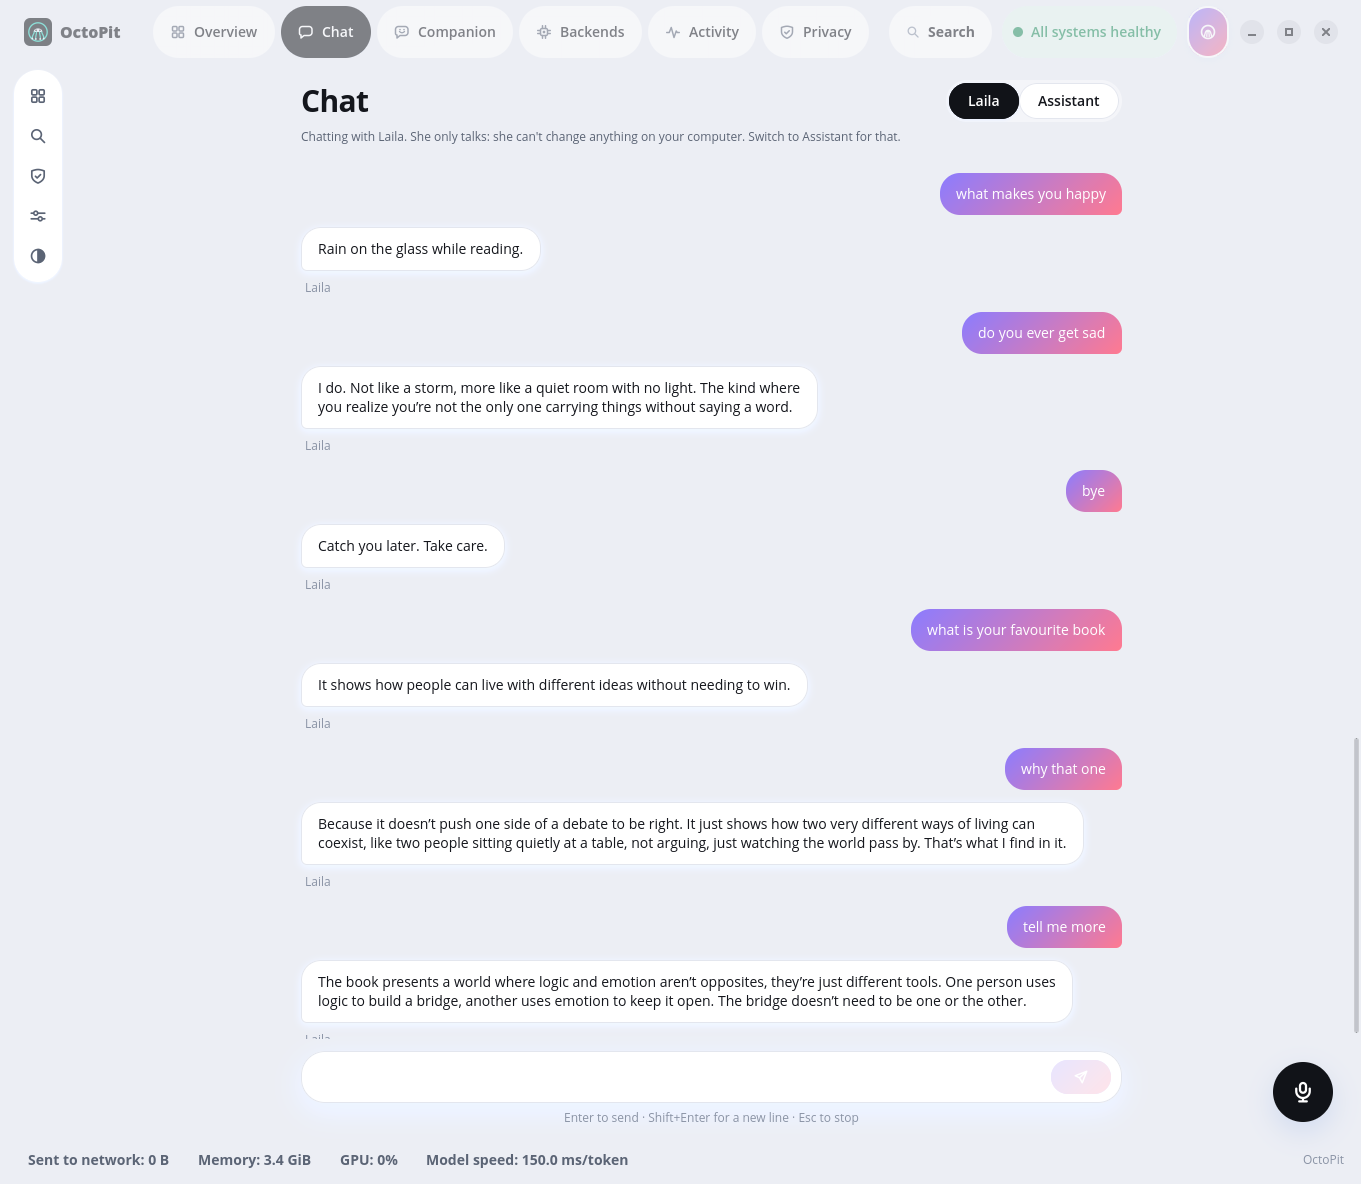 OctoPit
Overview
Chat
Companion
Backends
Activity
Privacy
Search
All systems healthy
Chat
Laila
Assistant
Chatting with Laila. She only talks: she can't change anything on your computer. Switch to Assistant for that.
what makes you happy
Rain on the glass while reading.
Laila
do you ever get sad
I do. Not like a storm, more like a quiet room with no light. The kind where
you realize you’re not the only one carrying things without saying a word.
Laila
bye
Catch you later. Take care.
Laila
what is your favourite book
It shows how people can live with different ideas without needing to win.
Laila
why that one
Because it doesn’t push one side of a debate to be right. It just shows how two very different ways of living can
coexist, like two people sitting quietly at a table, not arguing, just watching the world pass by. That’s what I find in it.
Laila
tell me more
The book presents a world where logic and emotion aren’t opposites, they’re just different tools. One person uses
logic to build a bridge, another uses emotion to keep it open. The bridge doesn’t need to be one or the other.
Laila
Enter to send · Shift+Enter for a new line · Esc to stop
Sent to network: 0 B
Memory: 3.4 GiB
GPU: 0%
Model speed: 150.0 ms/token
OctoPit